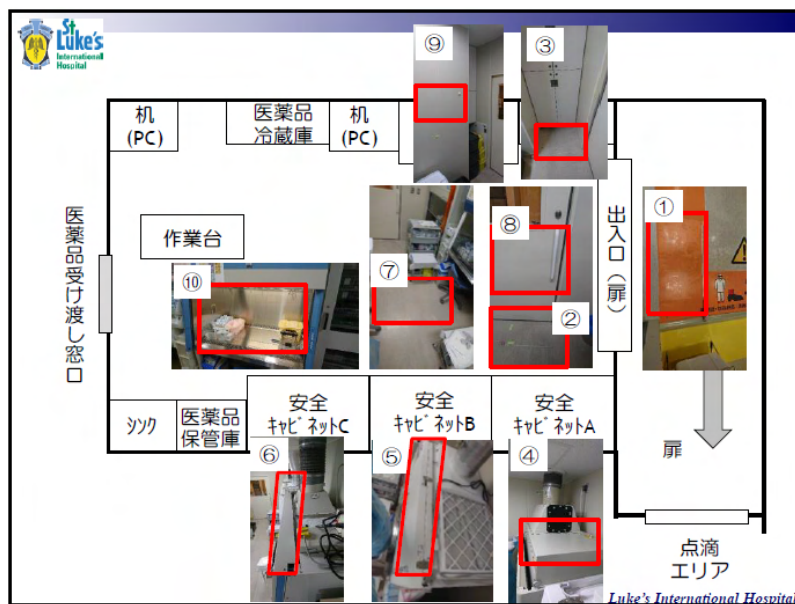 St
Luke's
International
Hospital
⑨
③
机
(PC)
医薬品
冷蔵庫
机
(PC)
医薬品受け渡し窓口
作業台
⑩
⑦
⑧
②
出入口（扉）
①
シンク
医薬品
保管庫
安全
ｷｬﾋﾞﾈｯﾄC
安全
ｷｬﾋﾞﾈｯﾄB
安全
ｷｬﾋﾞﾈｯﾄA
⑥
⑤
④
扉
点滴
エリア
Luke's International Hospital